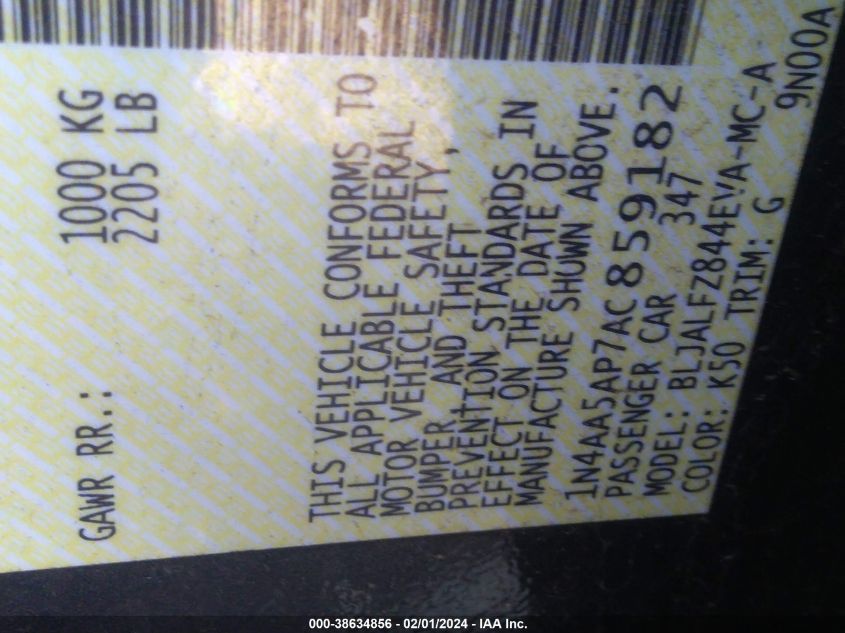 GAWR RR.: 1000 KG
2205 LB
THIS VEHICLE CONFORMS TO
ALL APPLICABLE FEDERAL
MOTOR VEHICLE SAFETY,
BUMPER AND THEFT
PREVENTION STANDARDS IN
EFFECT ON THE DATE OF
MANUFACTURE SHOWN ABOVE.
1N4AA5AP7AC859182
PASSENGER CAR 347
MODEL: BLJALFZ844EVA-MC-A
COLOR: K50 TRIM: G
9N00A
000-38634856 - 02/01/2024 - IAA Inc.